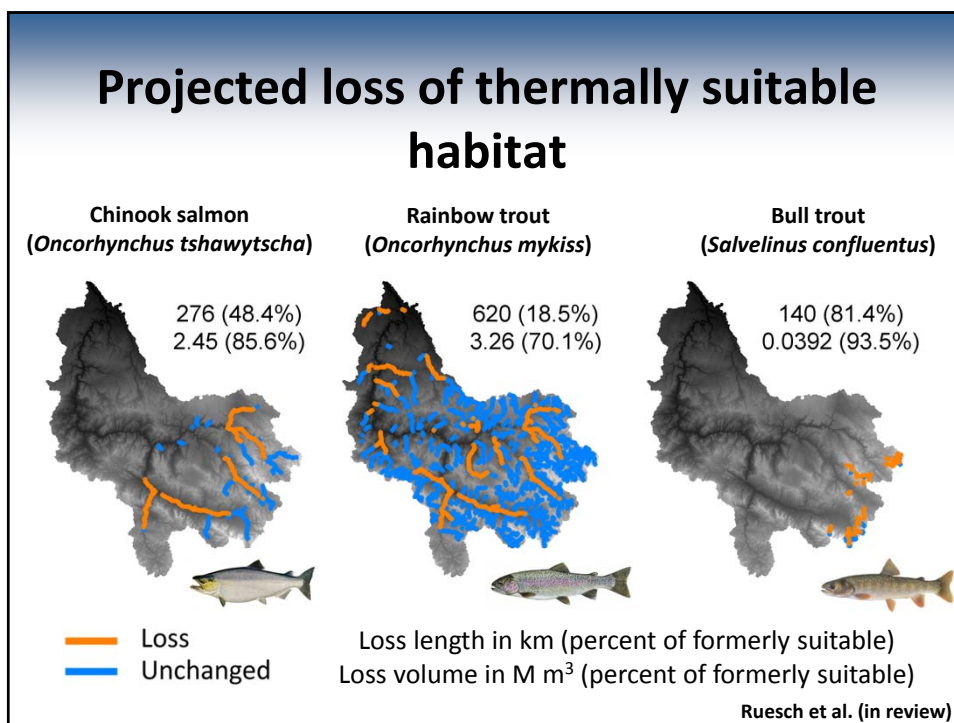 Projected loss of thermally suitable
habitat
Chinook salmon
(Oncorhynchus tshawytscha)
276 (48.4%)
2.45 (85.6%)
Rainbow trout
(Oncorhynchus mykiss)
620 (18.5%)
3.26 (70.1%)
Bull trout
(Salvelinus confluentus)
140 (81.4%)
0.0392 (93.5%)
Loss
Unchanged
Loss length in km (percent of formerly suitable)
Loss volume in M m³ (percent of formerly suitable)
Ruesch et al. (in review)